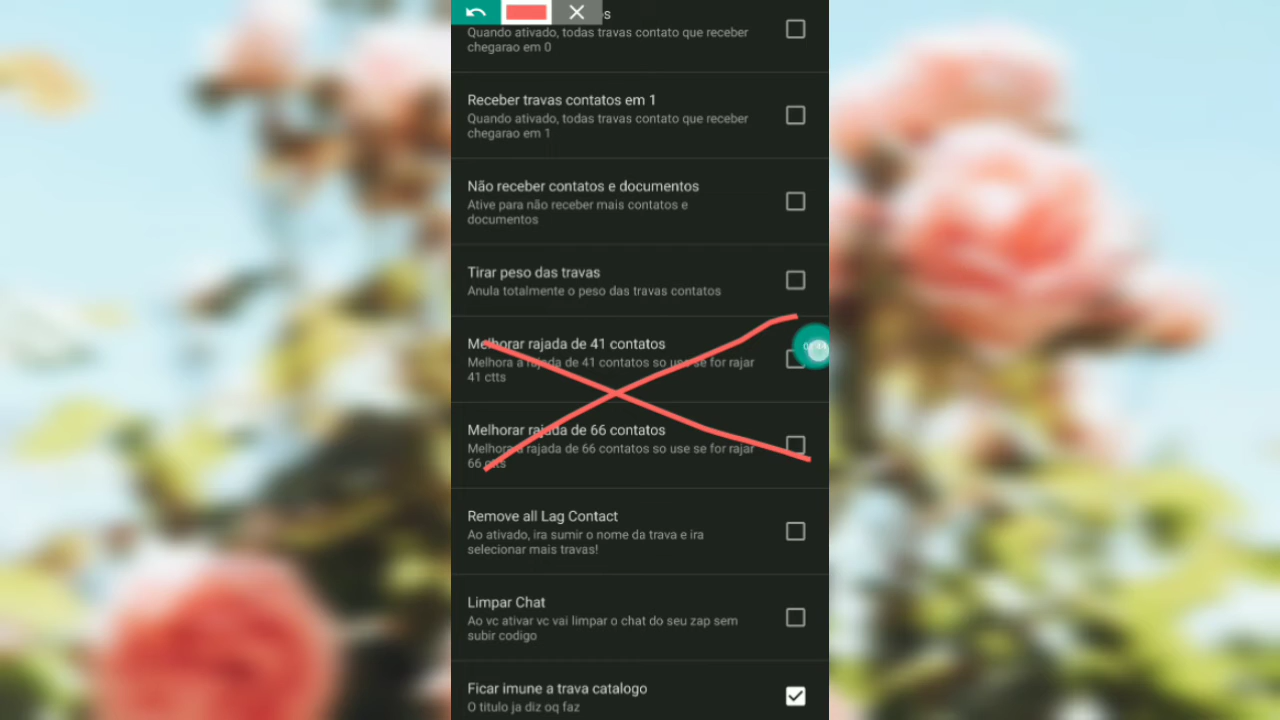 s
Quando ativado, todas travas contato que receber
chegarao em 0
Receber travas contatos em 1
Quando ativado, todas travas contato que receber
chegarao em 1
Não receber contatos e documentos
Ative para não receber mais contatos e
documentos
Tirar peso das travas
Anula totalmente o peso das travas contatos
Melhorar rajada de 41 contatos
Melhora a rajada de 41 contatos so use se for rajar
41 ctts
Melhorar rajada de 66 contatos
Melhora a rajada de 66 contatos so use se for rajar
66 ctts
Remove all Lag Contact
Ao ativado, ira sumir o nome da trava e ira
selecionar mais travas!
Limpar Chat
Ao vc ativar vc vai limpar o chat do seu zap sem
subir codigo
Ficar imune a trava catalogo
O titulo ja diz oq faz